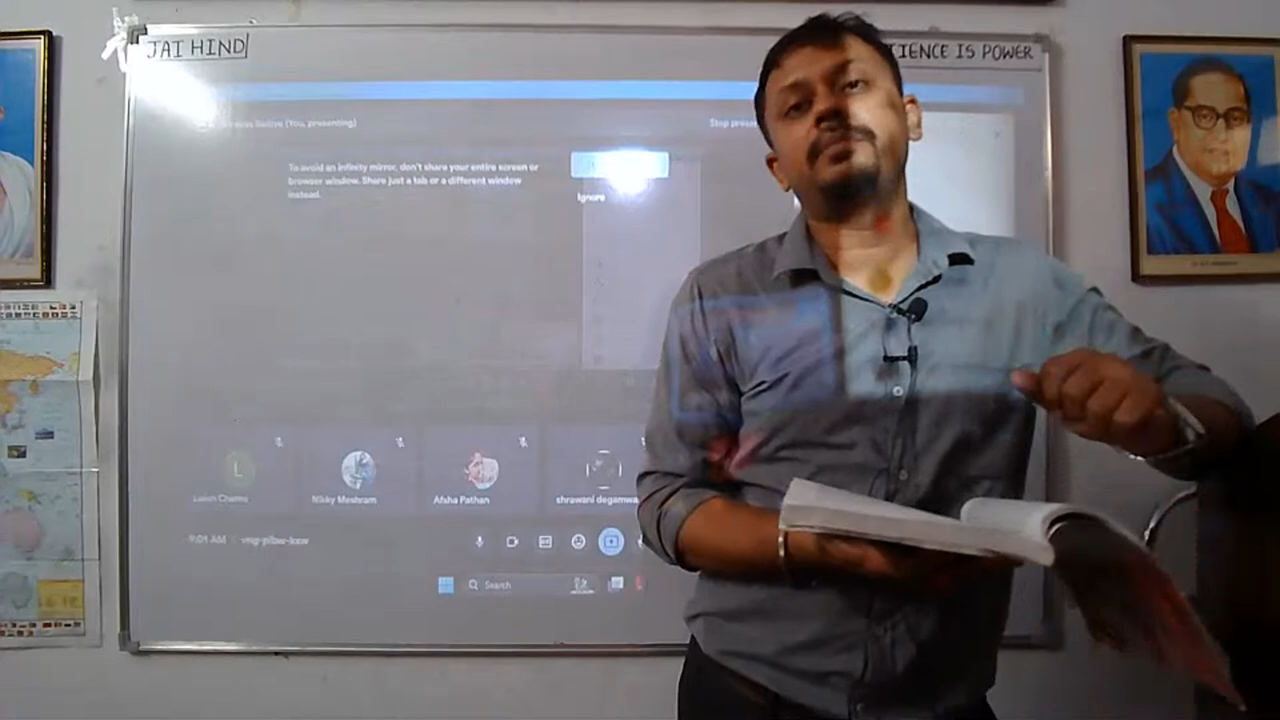 JAI HIND
CIENCE IS POWER
(You, presenting)
Stop prese
To avoid an infinity mirror, don't share your entire screen or
browser window. Share just a tab or a different window
instead.
Ignore
L
Nikky Meshram
Afsha Pathan
shrawani degamwa
9:01 AM
Search